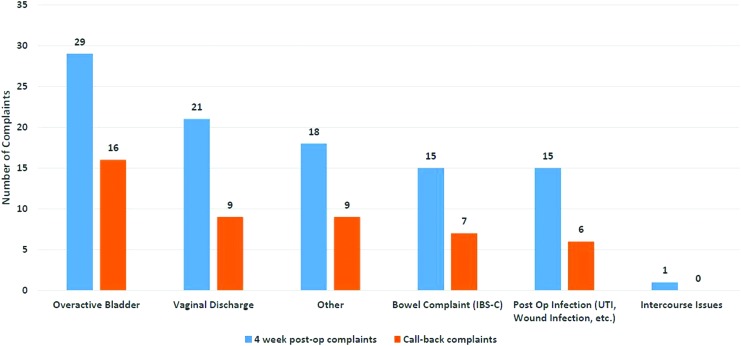 Number of Complaints
35
30
25
20
15
10
5
0
29
16
21
9
18
9
15
7
15
6
1
0
Overactive Bladder
Vaginal Discharge
Other
Bowel Complaint (IBS-C)
Post Op Infection (UTI,
Wound Infection, etc.)
Intercourse Issues
4 week post-op complaints
Call-back complaints